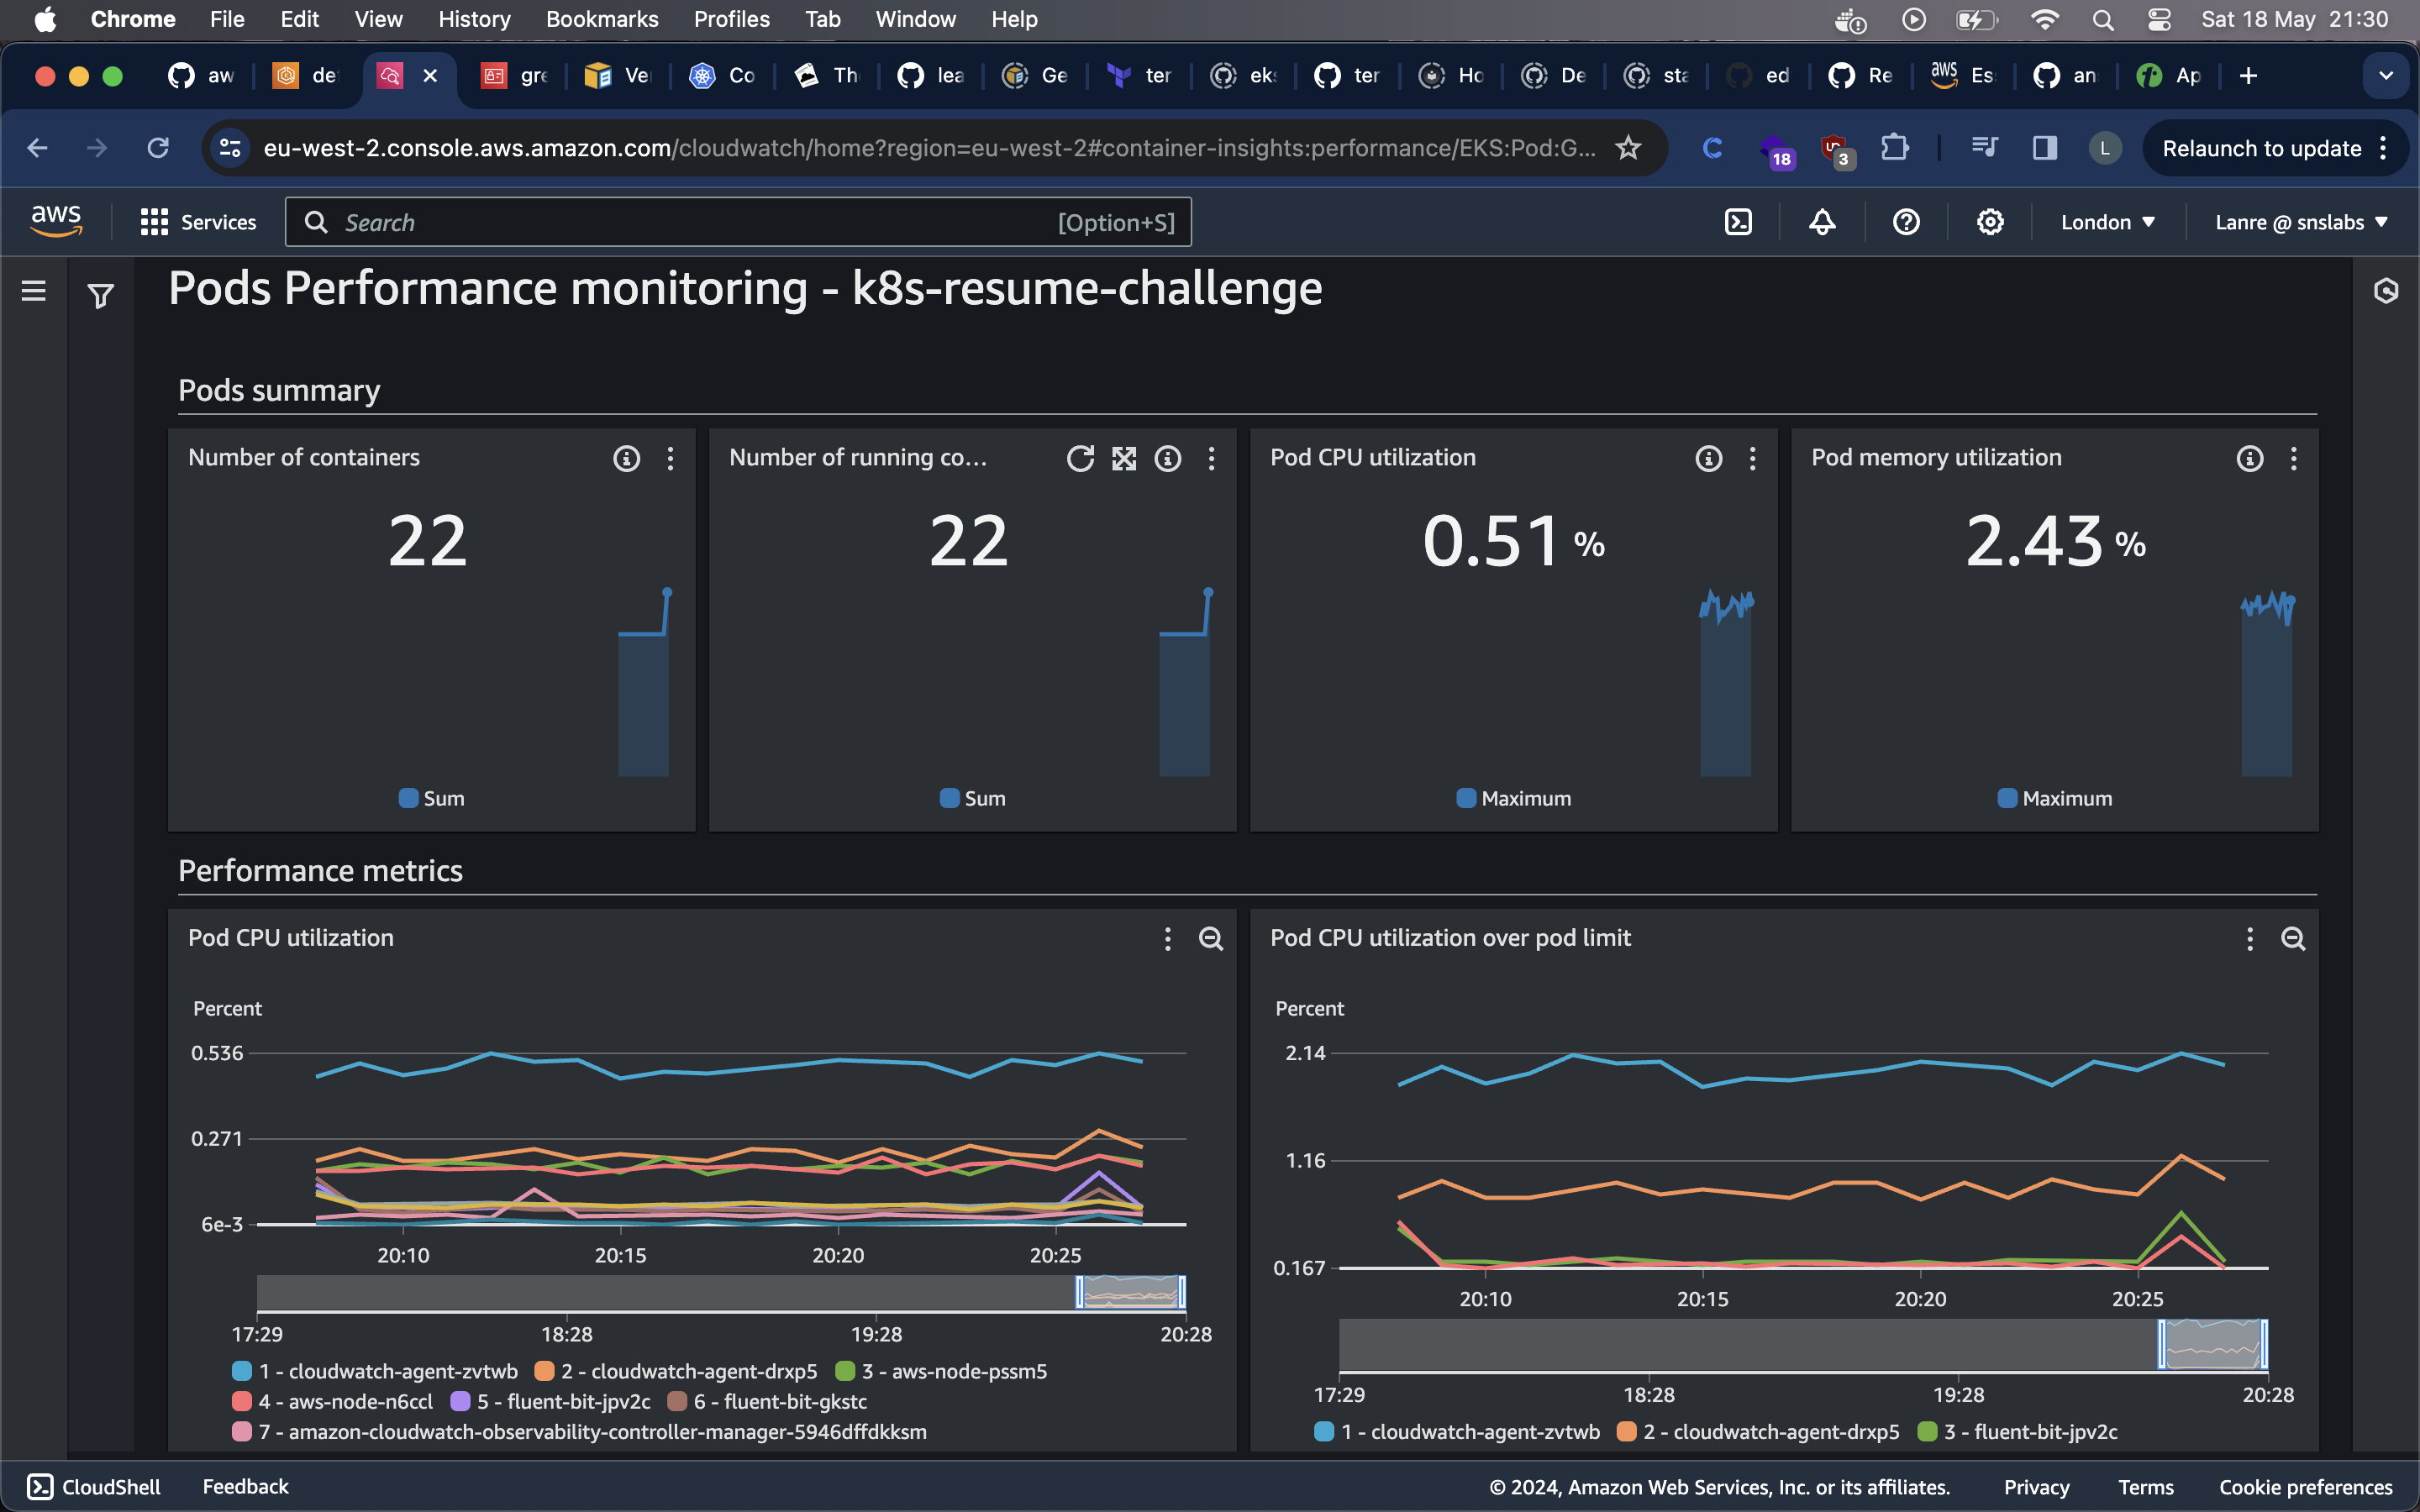 Chrome File Edit View History Bookmarks Profiles Tab Window Help Sat 18 May 21:30
aw de gre Ve Co Th lea Ge ter eks ter Ho De sta ed Re Es an Ap
eu-west-2.console.aws.amazon.com/cloudwatch/home?region=eu-west-2#container-insights:performance/EKS:Pod:G... 18 3 L Relaunch to update
aws Services Search [Option+S] London Lanre @ snslabs
Pods Performance monitoring - k8s-resume-challenge
Pods summary
Number of containers
22
Sum
Number of running co...
22
Sum
Pod CPU utilization
0.51 %
Maximum
Pod memory utilization
2.43 %
Maximum
Performance metrics
Pod CPU utilization
Percent
0.536
0.271
6e-3
20:10 20:15 20:20 20:25
17:29 18:28 19:28 20:28
1 - cloudwatch-agent-zvtwb 2 - cloudwatch-agent-drxp5 3 - aws-node-pssm5
4 - aws-node-n6ccl 5 - fluent-bit-jpv2c 6 - fluent-bit-gkstc
7 - amazon-cloudwatch-observability-controller-manager-5946dffdkksm
Pod CPU utilization over pod limit
Percent
2.14
1.16
0.167
20:10 20:15 20:20 20:25
17:29 18:28 19:28 20:28
1 - cloudwatch-agent-zvtwb 2 - cloudwatch-agent-drxp5 3 - fluent-bit-jpv2c
CloudShell Feedback © 2024, Amazon Web Services, Inc. or its affiliates. Privacy Terms Cookie preferences